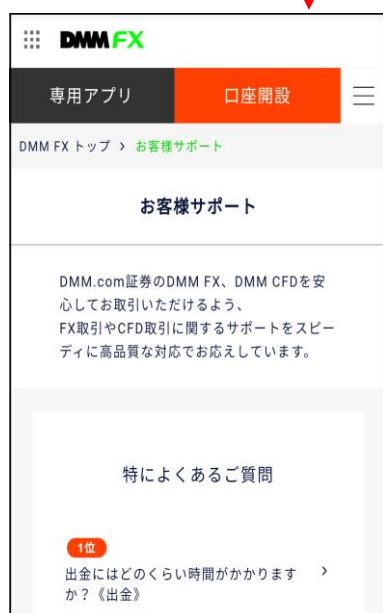 DMM FX
専用アプリ
口座開設
DMM FX トップ > お客様サポート
お客様サポート
DMM.com証券のDMM FX、DMM CFDを安
心してお取引いただけるよう、
FX取引やCFD取引に関するサポートをスピー
ディに高品質な対応でお応えしています。
特によくあるご質問
1位
出金にはどのくらい時間がかかります
か？《出金》